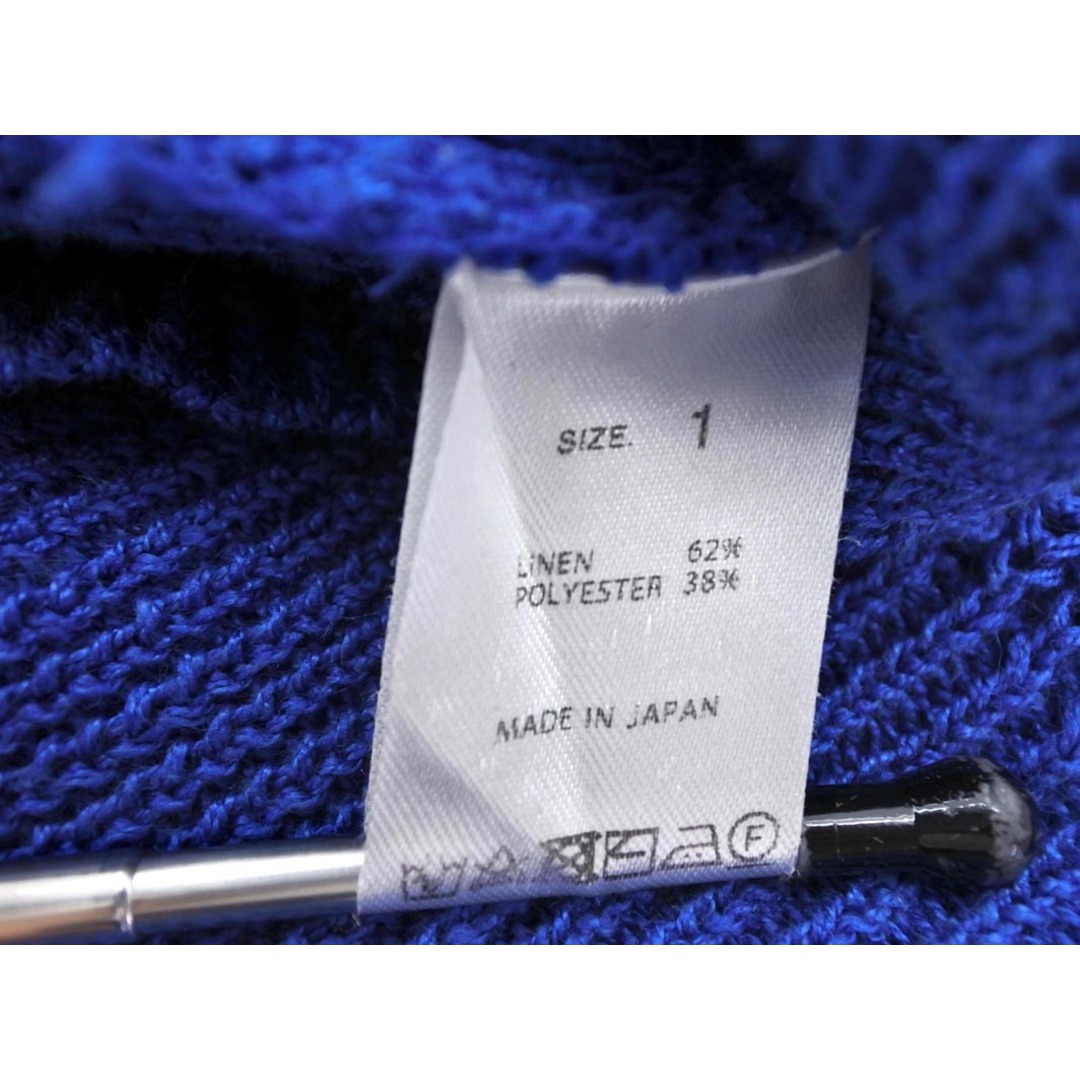 SIZE. 1
LINEN 62%
POLYESTER 38%
MADE IN JAPAN
F